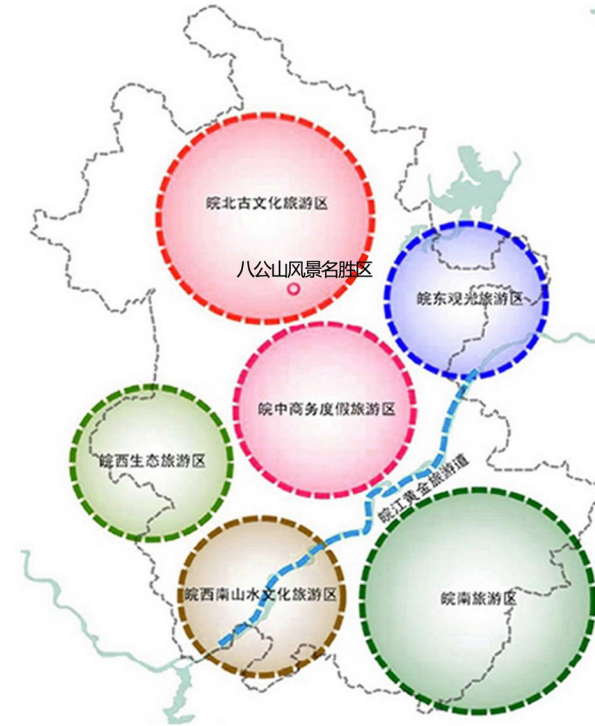 皖北古文化旅游区
八公山风景名胜区
皖东观光旅游区
皖中商务度假旅游区
皖西生态旅游区
皖江黄金旅游道
皖西南山水文化旅游区
皖南旅游区